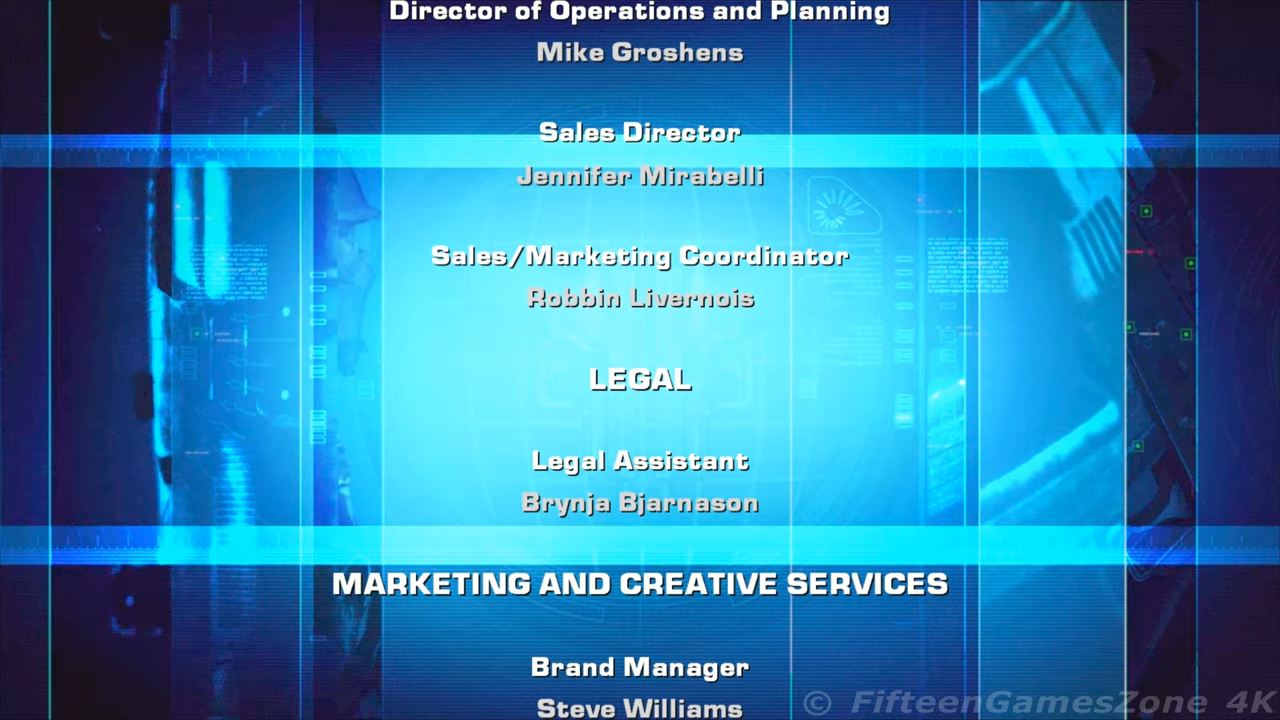 Director of Operations and Planning
Mike Groshens
Sales Director
Jennifer Mirabelli
Sales/Marketing Coordinator
Robbin Livernois
LEGAL
Legal Assistant
Brynja Bjarnason
MARKETING AND CREATIVE SERVICES
Brand Manager
Steve Williams
© FifteenGamesZone 4K